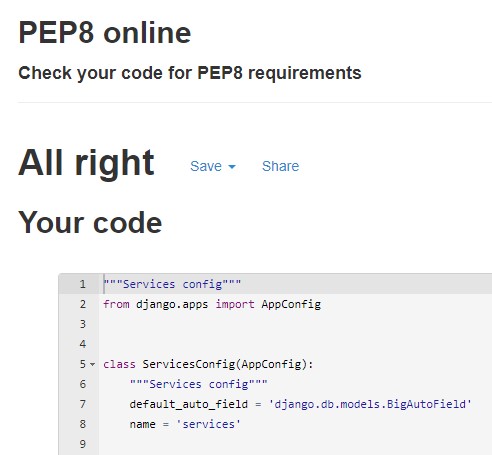 PEP8 online
Check your code for PEP8 requirements
All right Save Share
Your code
1 """Services config"""
2 from django.apps import AppConfig
3
4
5 class ServicesConfig(AppConfig):
6     """Services config"""
7     default_auto_field = 'django.db.models.BigAutoField'
8     name = 'services'
9